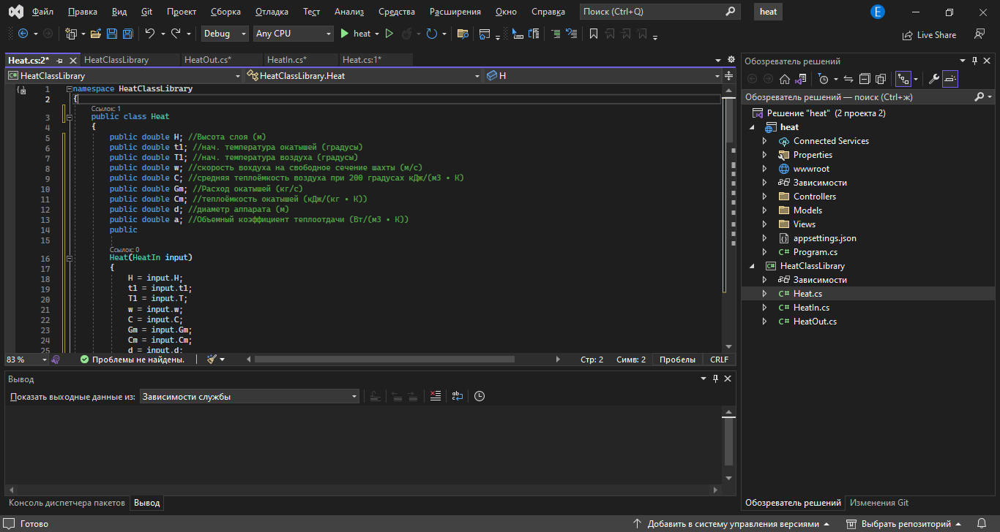 Файл Правка Вид Git Проект Сборка Отладка Тест Анализ Средства Расширения Окно Справка Поиск (Ctrl+Q) heat E
Debug Any CPU heat Live Share
Heat.cs:2* HeatClassLibrary HeatOut.cs* HeatIn.cs* Heat.cs:1*
HeatClassLibrary HeatClassLibrary.Heat H
1 namespace HeatClassLibrary
2 {
Ссылок: 1
3 public class Heat
4 {
5 public double H; //Высота слоя (м)
6 public double t1; //нач. температура окатышей (градусы)
7 public double T1; //нач. температура воздуха (градусы)
8 public double w; //скорость вохдуха на свободное сечение шахты (м/с)
9 public double C; //средняя теплоёмкость воздуха при 200 градусах кДж/(м3 • К)
10 public double Gm; //Расход окатышей (кг/с)
11 public double Cm; //теплоёмкость окатышей (кДж/(кг • К))
12 public double d; //диаметр аппарата (м)
13 public double a; //Объемный коэффициент теплоотдачи (Вт/(м3 • К))
14 public
15
Ссылок: 0
16 Heat(HeatIn input)
17 {
18 H = input.H;
19 t1 = input.t1;
20 T1 = input.T;
21 w = input.w;
22 C = input.C;
23 Gm = input.Gm;
24 Cm = input.Cm;
25 d = input.d;
83 % Проблемы не найдены. Стр: 2 Симв: 2 Пробелы CRLF
Вывод
Показать выходные данные из: Зависимости службы
Консоль диспетчера пакетов Вывод
Обозреватель решений
Обозреватель решений — поиск (Ctrl+ж)
Решение "heat" (2 проекта 2)
heat
Connected Services
Properties
wwwroot
Зависимости
Controllers
Models
Views
appsettings.json
C# Program.cs
C# HeatClassLibrary
Зависимости
C# Heat.cs
C# HeatIn.cs
C# HeatOut.cs
Обозреватель решений Изменения Git
Готово Добавить в систему управления версиями Выбрать репозиторий